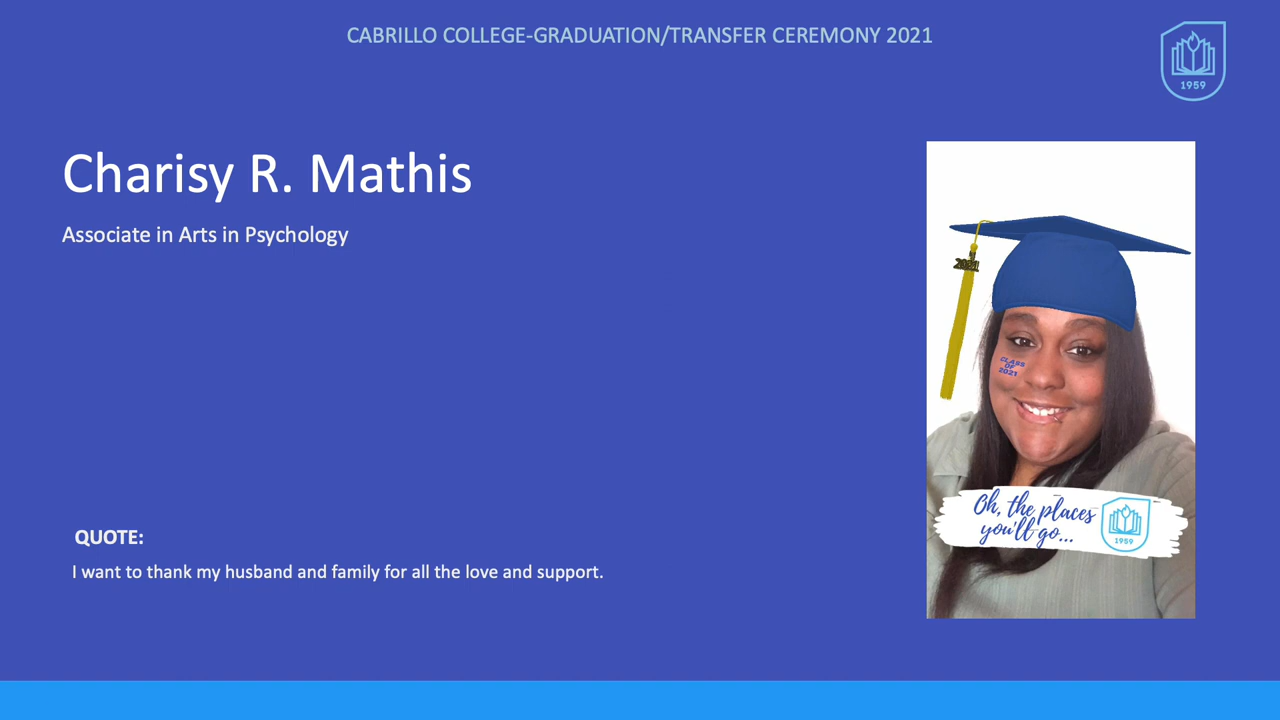 CABRILLO COLLEGE-GRADUATION/TRANSFER CEREMONY 2021
1959
Charisy R. Mathis
Associate in Arts in Psychology
2021
CLASS
OF
2021
Oh, the places
you'll go...
1959
QUOTE:
I want to thank my husband and family for all the love and support.